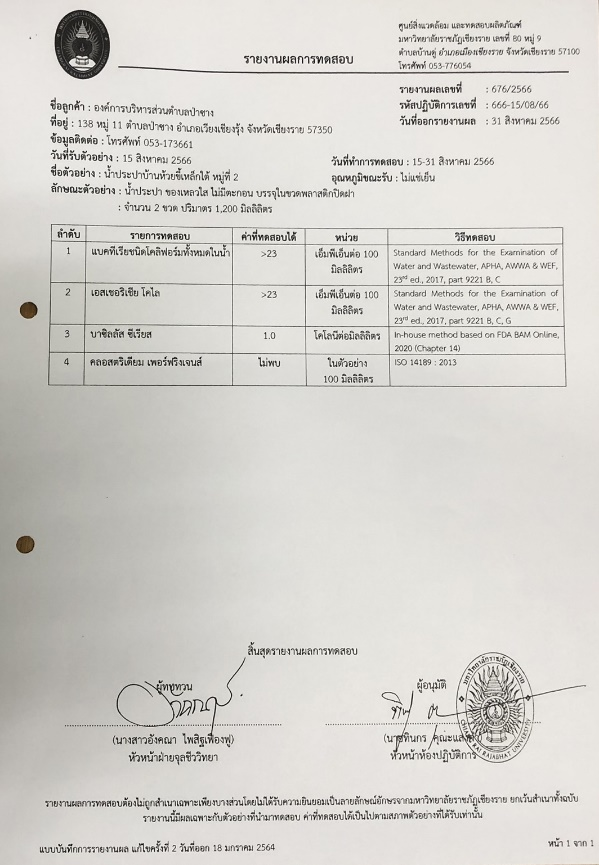 ศูนย์สิ่งแวดล้อม และทดสอบผลิตภัณฑ์
มหาวิทยาลัยราชภัฏเชียงราย เลขที่ 80 หมู่ 9
ตำบลบ้านดู่ อำเภอเมืองเชียงราย จังหวัดเชียงราย 57100
โทรศัพท์ 053-776054
รายงานผลการทดสอบ
รายงานผลเลขที่ : 676/2566
รหัสปฏิบัติการเลขที่ : 666-15/08/66
วันที่ออกรายงานผล : 31 สิงหาคม 2566
ชื่อลูกค้า : องค์การบริหารส่วนตำบลป่าซาง
ที่อยู่ : 138 หมู่ 11 ตำบลป่าซาง อำเภอเวียงเชียงรุ้ง จังหวัดเชียงราย 57350
ข้อมูลติดต่อ : โทรศัพท์ 053-173661
วันที่รับตัวอย่าง : 15 สิงหาคม 2566 วันที่ทำการทดสอบ : 15-31 สิงหาคม 2566
ชื่อตัวอย่าง : น้ำประปาบ้านห้วยขี้เหล็กใต้ หมู่ที่ 2 อุณหภูมิขณะรับ : ไม่แช่เย็น
ลักษณะตัวอย่าง : น้ำประปา ของเหลวใส ไม่มีตะกอน บรรจุในขวดพลาสติกปิดฝา
: จำนวน 2 ขวด ปริมาตร 1,200 มิลลิลิตร
ลำดับ รายการทดสอบ ค่าที่ทดสอบได้ หน่วย วิธีทดสอบ
1 แบคทีเรียชนิดโคลิฟอร์มทั้งหมดในน้ำ >23 เอ็มพีเอ็นต่อ 100 Standard Methods for the Examination of
มิลลิลิตร Water and Wastewater, APHA, AWWA & WEF,
23rd ed., 2017, part 9221 B, C
2 เอสเชอริเชีย โคไล >23 เอ็มพีเอ็นต่อ 100 Standard Methods for the Examination of
มิลลิลิตร Water and Wastewater, APHA, AWWA & WEF,
23rd ed., 2017, part 9221 B, C, G
3 บาซิลลัส ซีเรียส 1.0 โคโลนีต่อมิลลิลิตร In-house method based on FDA BAM Online,
2020 (Chapter 14)
4 คลอสตริเดียม เพอร์ฟริงเจนส์ ไม่พบ ในตัวอย่าง ISO 14189 : 2013
100 มิลลิลิตร
สิ้นสุดรายงานผลการทดสอบ
ผู้ทบทวน ผู้อนุมัติ
(นางสาวอังคณา ไพสิฐเฟื่องฟู)
หัวหน้าฝ่ายจุลชีววิทยา หัวหน้าห้องปฏิบัติการ
มหาวิทยาลัยราชภัฏเชียงราย
CHIANG RAI RAJABHAT UNIVERSITY
รายงานผลการทดสอบต้องไม่ถูกสำเนาเฉพาะเพียงบางส่วนโดยไม่ได้รับความยินยอมเป็นลายลักษณ์อักษรจากมหาวิทยาลัยราชภัฏเชียงราย ยกเว้นสำเนาทั้งฉบับ
รายงานนี้มีผลเฉพาะกับตัวอย่างที่นำมาทดสอบ ค่าที่ทดสอบได้เป็นไปตามสภาพตัวอย่างที่ได้รับเท่านั้น
แบบบันทึกการรายงานผล แก้ไขครั้งที่ 2 วันที่ออก 18 มกราคม 2564 หน้า 1 จาก 1